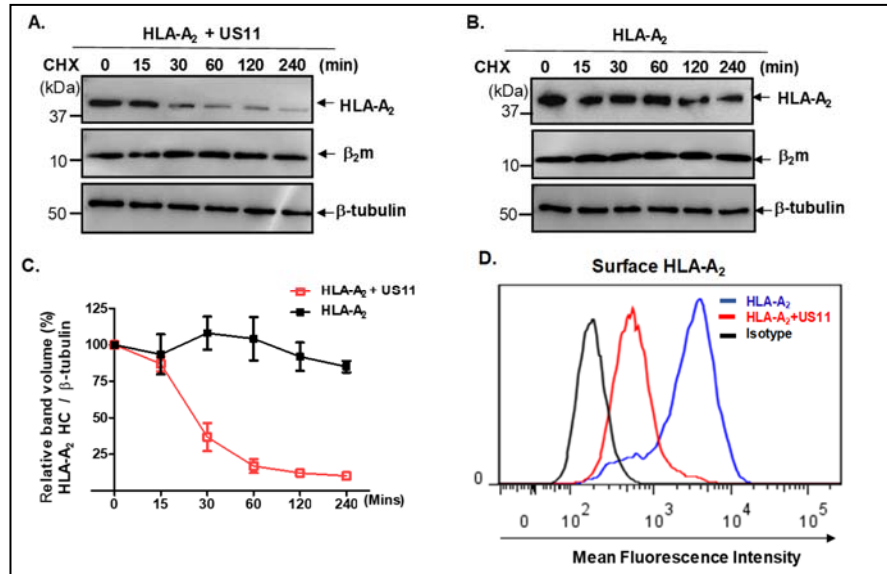 A.
HLA-A₂ + US11
CHX 0 15 30 60 120 240 (min)
(kDa)
37
HLA-A₂
10
β₂m
50
β-tubulin
B.
HLA-A₂
CHX 0 15 30 60 120 240 (min)
(kDa)
37
HLA-A₂
10
β₂m
50
β-tubulin
C.
HLA-A₂ + US11
HLA-A₂
Relative band volume (%)
HLA-A₂ HC / β-tubulin
125
100
75
50
25
0 15 30 60 120 240 (Mins)
D.
Surface HLA-A₂
HLA-A₂
HLA-A₂+US11
Isotype
0
0 10² 10³ 10⁴ 10⁵
Mean Fluorescence Intensity